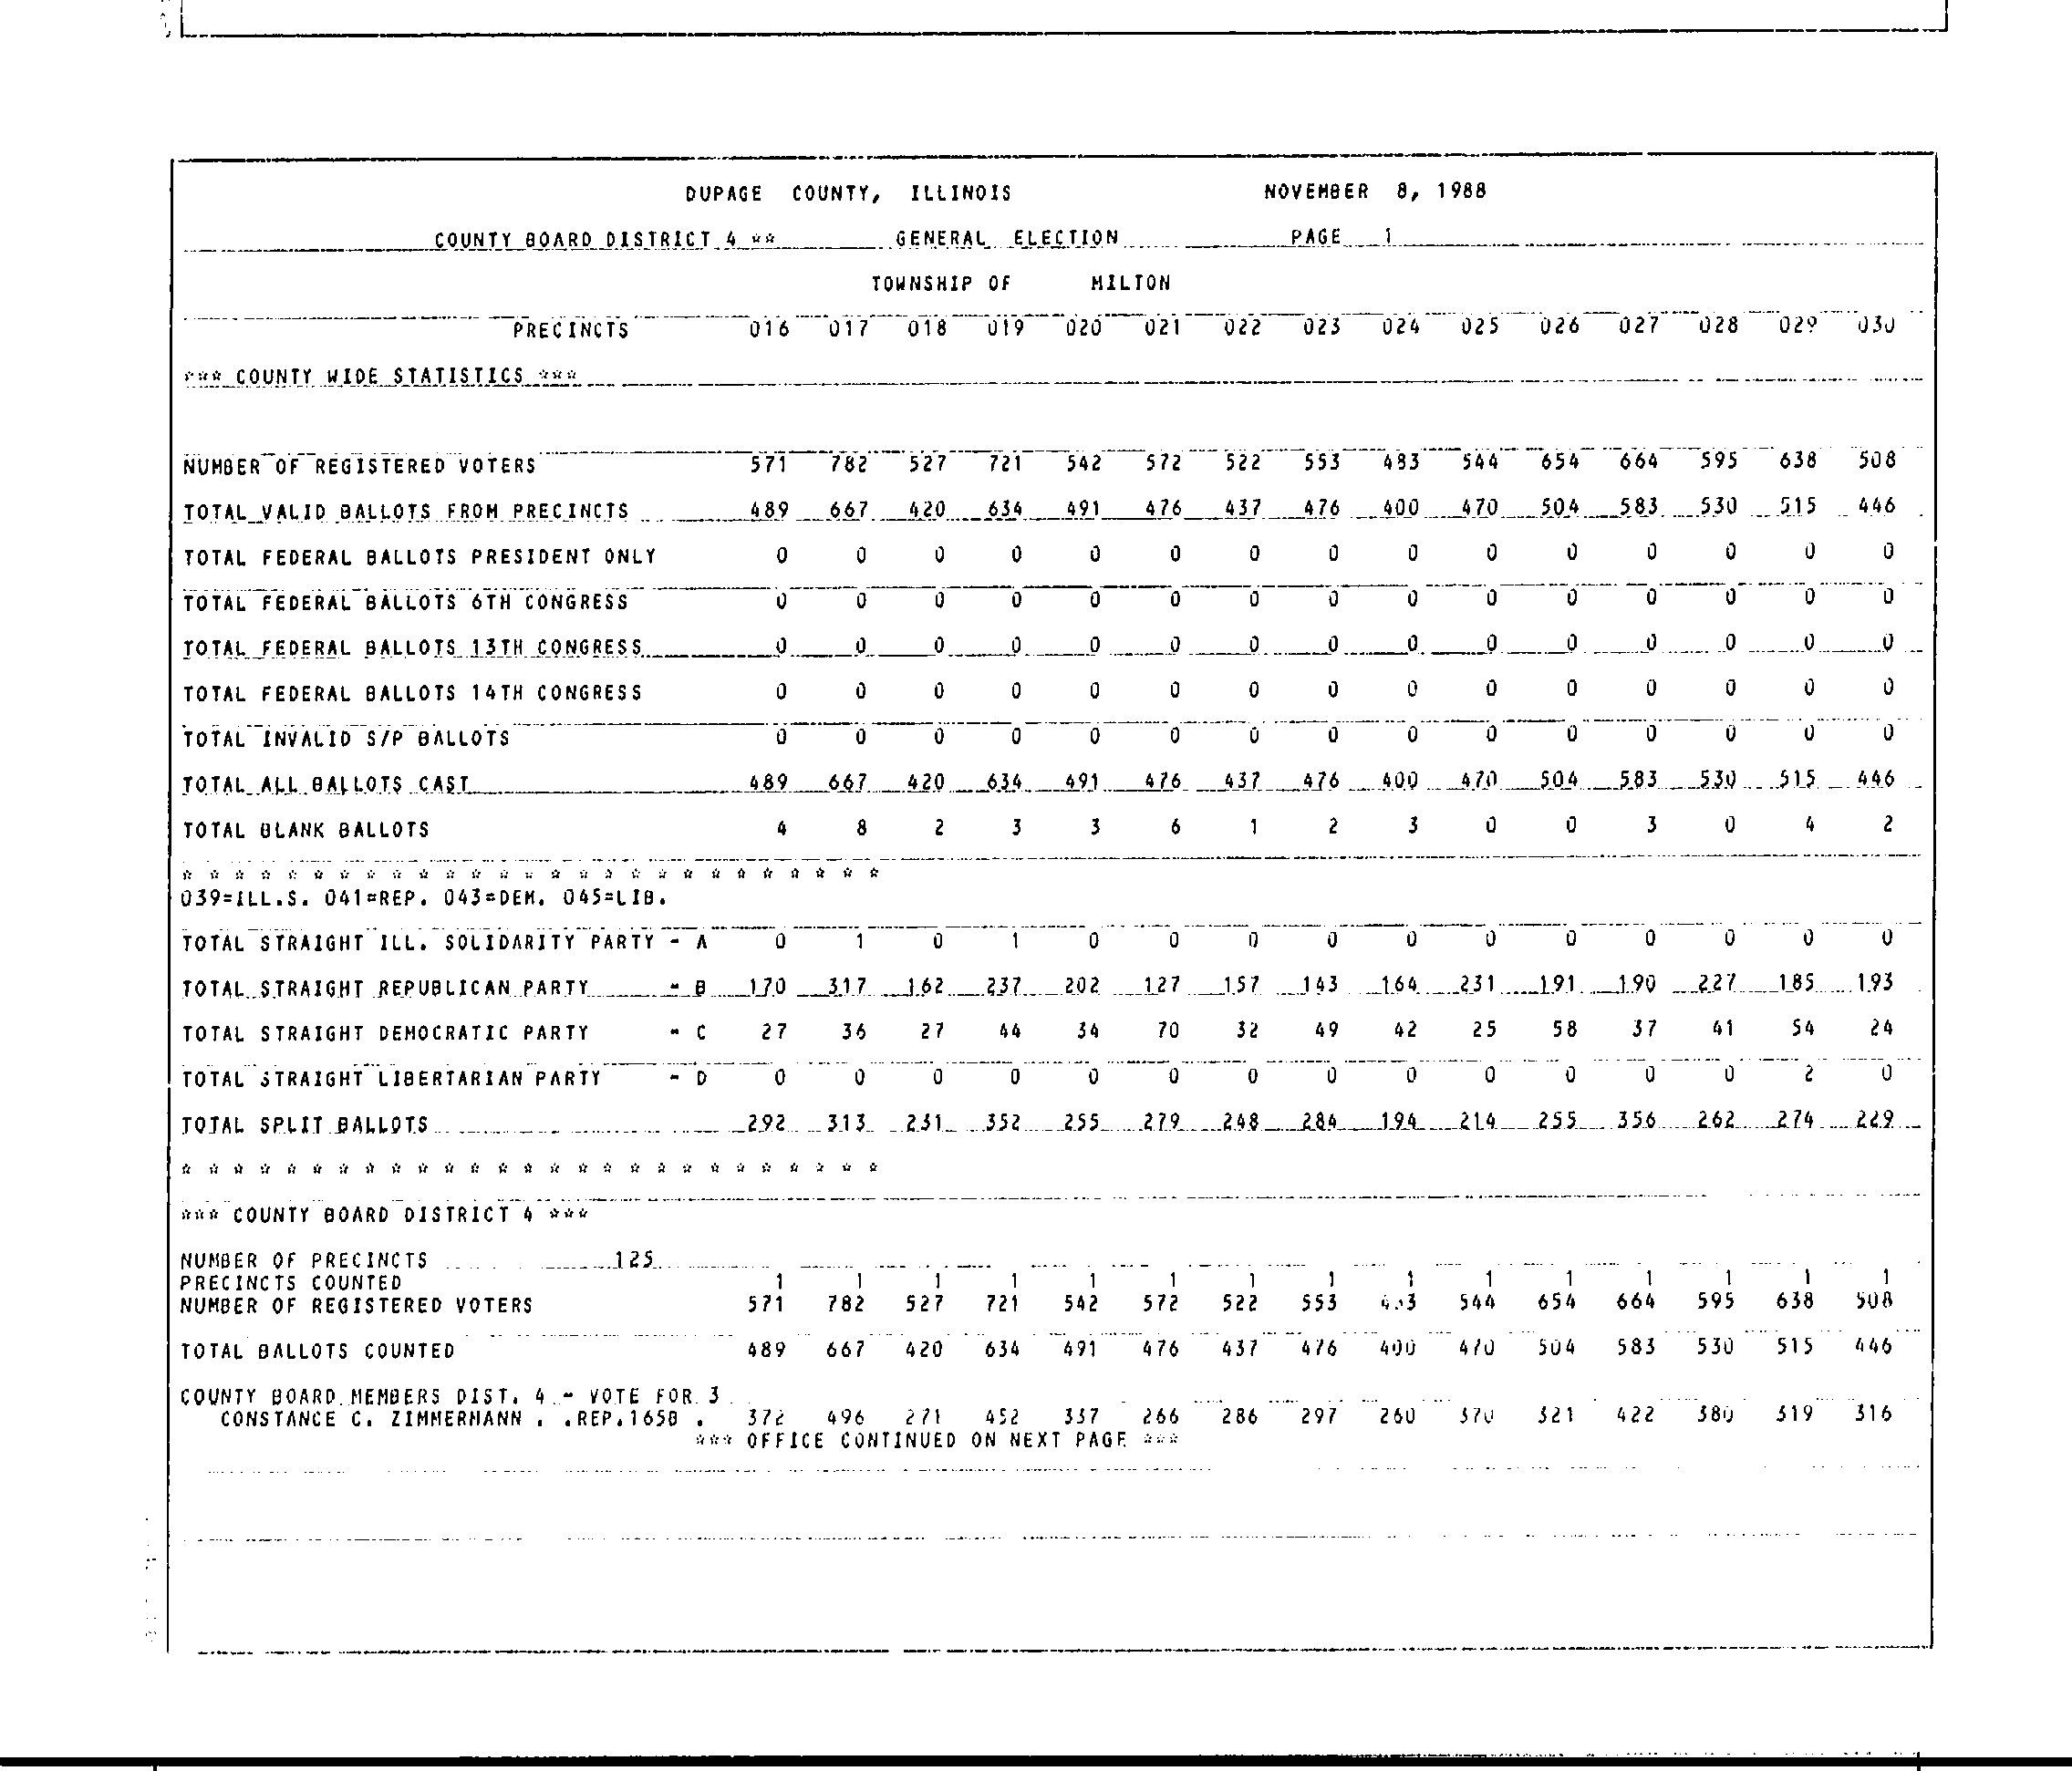 DUPAGE COUNTY, ILLINOIS NOVEMBER 8, 1988
COUNTY BOARD DISTRICT 4 ** GENERAL ELECTION PAGE 1
TOWNSHIP OF MILTON
PRECINCTS 016 017 018 019 020 021 022 023 024 025 026 027 028 029 030
*** COUNTY WIDE STATISTICS ***
NUMBER OF REGISTERED VOTERS 571 782 527 721 542 572 522 553 483 544 654 664 595 638 508
TOTAL VALID BALLOTS FROM PRECINCTS 489 667 420 634 491 476 437 476 400 470 504 583 530 515 446
TOTAL FEDERAL BALLOTS PRESIDENT ONLY 0 0 0 0 0 0 0 0 0 0 0 0 0 0 0
TOTAL FEDERAL BALLOTS 6TH CONGRESS 0 0 0 0 0 0 0 0 0 0 0 0 0 0 0
TOTAL FEDERAL BALLOTS 13TH CONGRESS 0 0 0 0 0 0 0 0 0 0 0 0 0 0 0
TOTAL FEDERAL BALLOTS 14TH CONGRESS 0 0 0 0 0 0 0 0 0 0 0 0 0 0 0
TOTAL INVALID S/P BALLOTS 0 0 0 0 0 0 0 0 0 0 0 0 0 0 0
TOTAL ALL BALLOTS CAST 489 667 420 634 491 476 437 476 400 470 504 583 530 515 446
TOTAL BLANK BALLOTS 4 8 2 3 3 6 1 2 3 0 0 3 0 4 2
* * * * * * * * * * * * * * * * * * * * * * * * * * *
039=ILL.S. 041=REP. 043=DEM. 045=LIB.
TOTAL STRAIGHT ILL. SOLIDARITY PARTY - A 0 1 0 1 0 0 0 0 0 0 0 0 0 0 0
TOTAL STRAIGHT REPUBLICAN PARTY - B 170 317 162 237 202 127 157 143 164 231 191 190 227 185 193
TOTAL STRAIGHT DEMOCRATIC PARTY - C 27 36 27 44 34 70 32 49 42 25 58 37 41 54 24
TOTAL STRAIGHT LIBERTARIAN PARTY - D 0 0 0 0 0 0 0 0 0 0 0 0 0 2 0
TOTAL SPLIT BALLOTS 292 313 231 352 255 279 248 284 194 214 255 356 262 274 229
* * * * * * * * * * * * * * * * * * * * * * * * * * *
*** COUNTY BOARD DISTRICT 4 ***
NUMBER OF PRECINCTS 125
PRECINCTS COUNTED 1 1 1 1 1 1 1 1 1 1 1 1 1 1 1
NUMBER OF REGISTERED VOTERS 571 782 527 721 542 572 522 553 483 544 654 664 595 638 508
TOTAL BALLOTS COUNTED 489 667 420 634 491 476 437 476 400 470 504 583 530 515 446
COUNTY BOARD MEMBERS DIST. 4 - VOTE FOR 3
CONSTANCE C. ZIMMERMANN . .REP.165B . 372 496 271 452 337 266 286 297 260 370 321 422 380 319 316
*** OFFICE CONTINUED ON NEXT PAGE ***